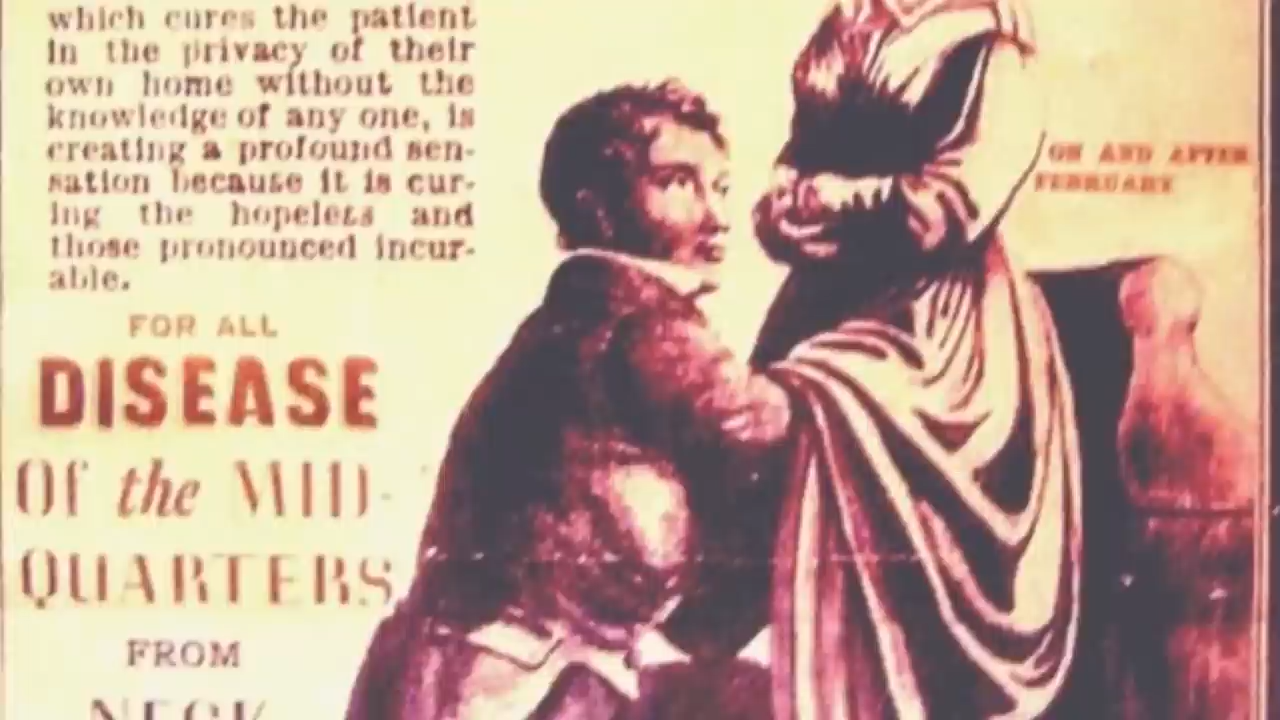 which cures the patient
in the privacy of their
own home without the
knowledge of any one, is
creating a profound sen-
sation because it is cur-
ing the hopeless and
those pronounced incur-
able.
FOR ALL
DISEASE
Of the MID-
QUARTERS
FROM
NECK
ON AND AFTER
FEBRUARY